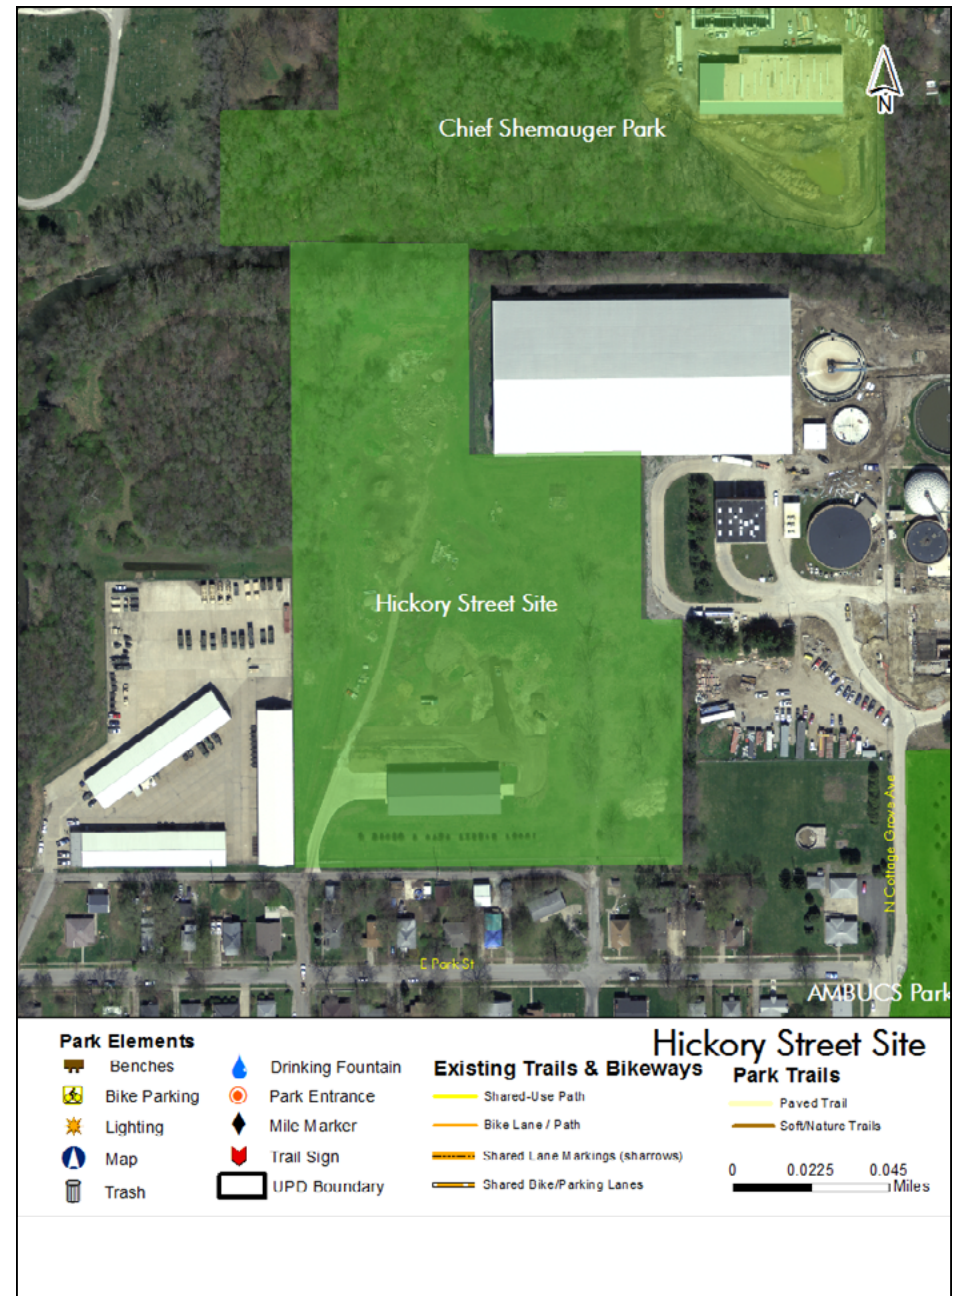 N
Chief Shemauger Park
Hickory Street Site
N Cottage Grove Ave
E Park St
AMBUCS Park
Hickory Street Site
Park Elements
Benches
Bike Parking
Lighting
Map
Trash
Drinking Fountain
Park Entrance
Mile Marker
Trail Sign
UPD Boundary
Existing Trails & Bikeways
Shared-Use Path
Bike Lane / Path
Shared Lane Markings (sharrows)
Shared Bike/Parking Lanes
Park Trails
Paved Trail
Soft/Nature Trails
0 0.0225 0.045
Miles